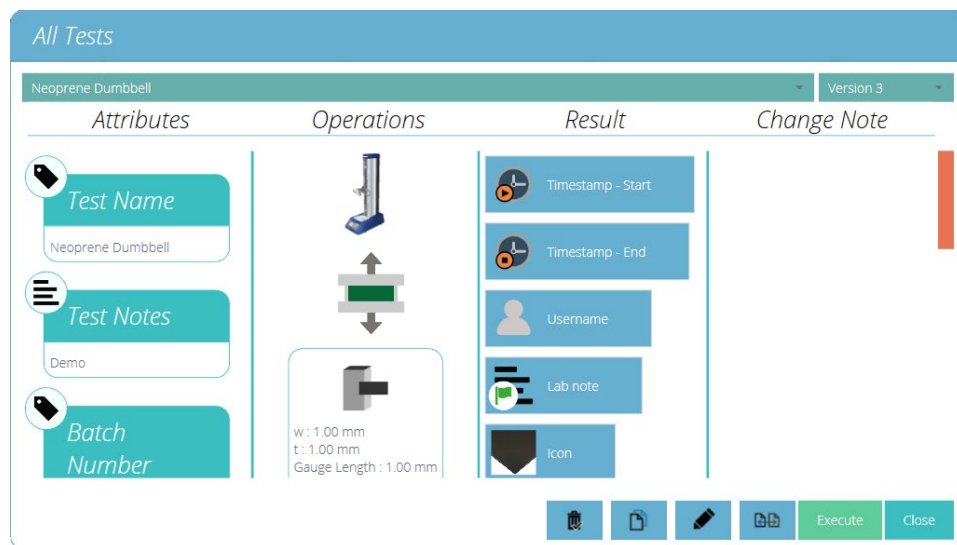 All Tests
Neoprene Dumbbell
Version 3
Attributes
Operations
Result
Change Note
Test Name
Neoprene Dumbbell
Test Notes
Demo
Batch
Number
w : 1.00 mm
t : 1.00 mm
Gauge Length : 1.00 mm
Timestamp - Start
Timestamp - End
Username
Lab note
Icon
Execute
Close